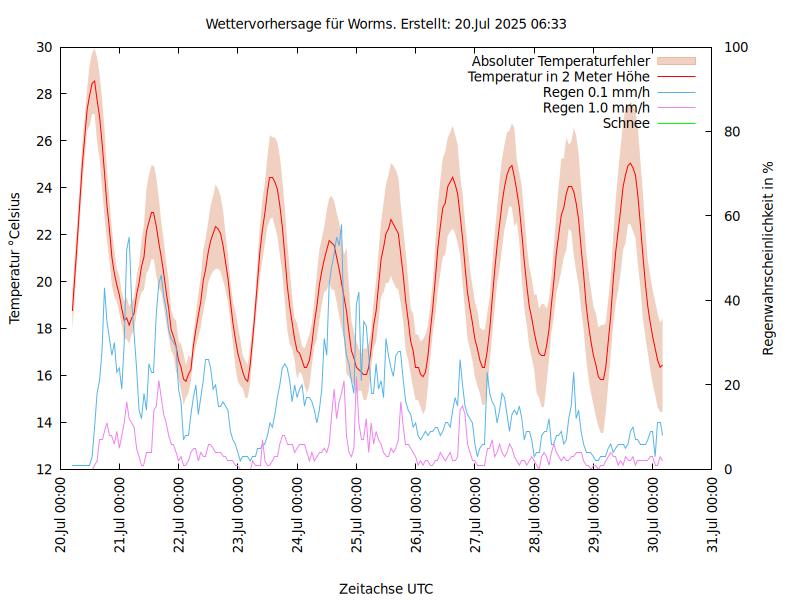 Wettervorhersage für Worms. Erstellt: 20.Jul 2025 06:33
Absoluter Temperaturfehler
Temperatur in 2 Meter Höhe
Regen 0.1 mm/h
Regen 1.0 mm/h
Schnee
Temperatur °Celsius
30
28
26
24
22
20
18
16
14
12
100
80
60
40
20
0
Regenwahrscheinlichkeit in %
20.Jul 00:00
21.Jul 00:00
22.Jul 00:00
23.Jul 00:00
24.Jul 00:00
25.Jul 00:00
26.Jul 00:00
27.Jul 00:00
28.Jul 00:00
29.Jul 00:00
30.Jul 00:00
31.Jul 00:00
Zeitachse UTC